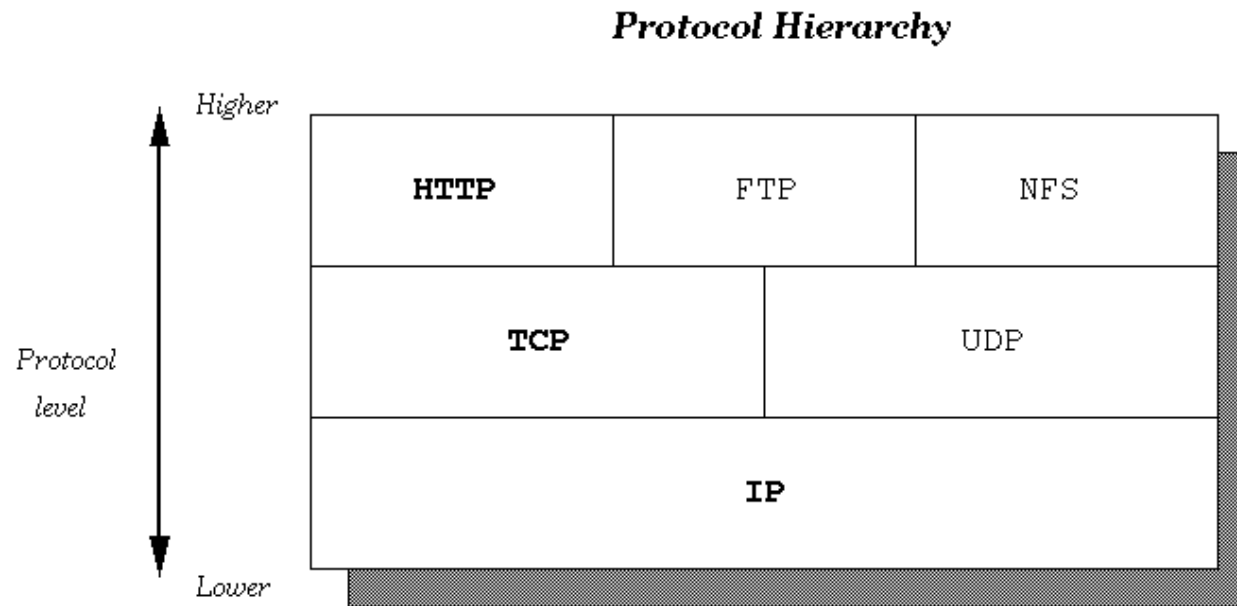 Protocol Hierarchy
Higher
HTTP FTP NFS
TCP UDP
Protocol
level
IP
Lower